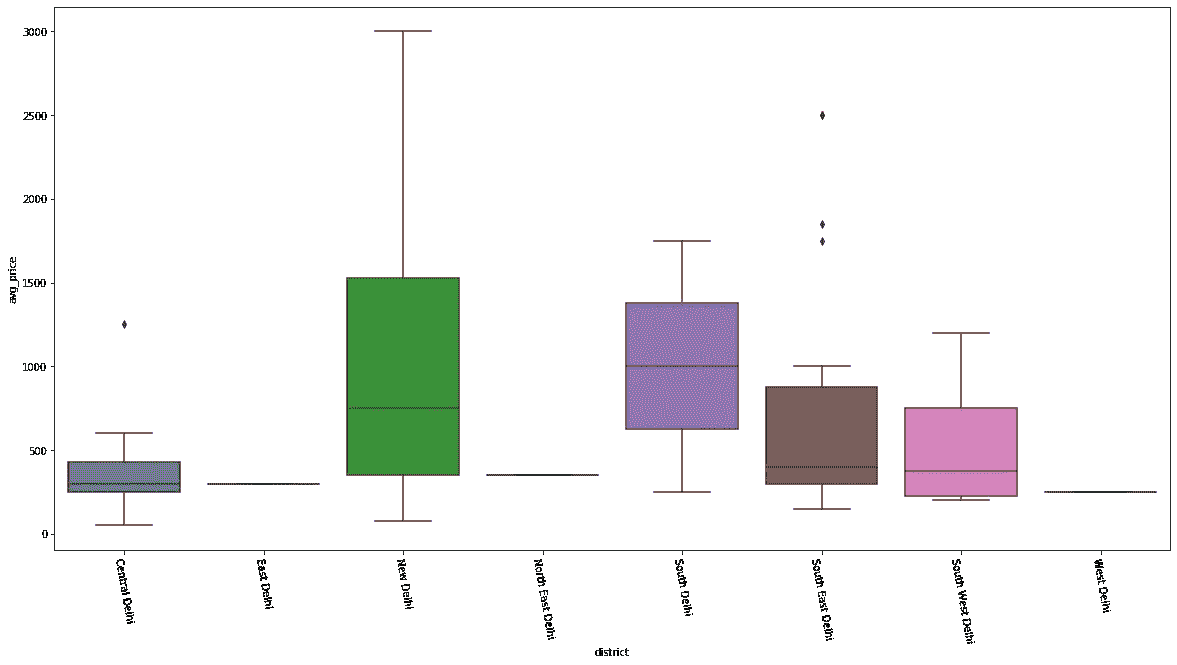 3000
2500
2000
1500
1000
500
0
avg_price
Central Delhi
East Delhi
New Delhi
North East Delhi
South Delhi
South East Delhi
South West Delhi
West Delhi
district